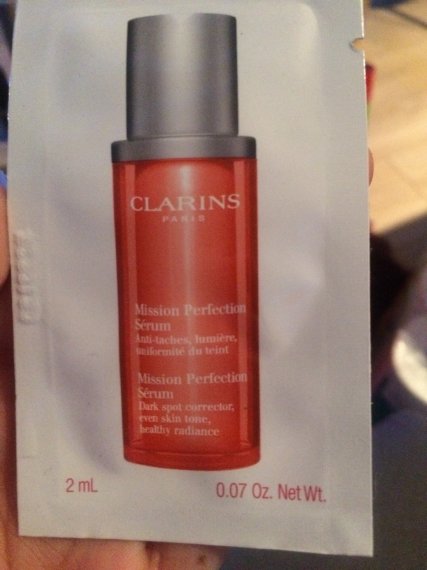 CLARINS
PARIS
Mission Perfection
Sérum
Anti-taches, lumière,
uniformité du teint
Mission Perfection
Sérum
Dark spot corrector,
even skin tone,
healthy radiance
2 mL
0.07 Oz. Net Wt.